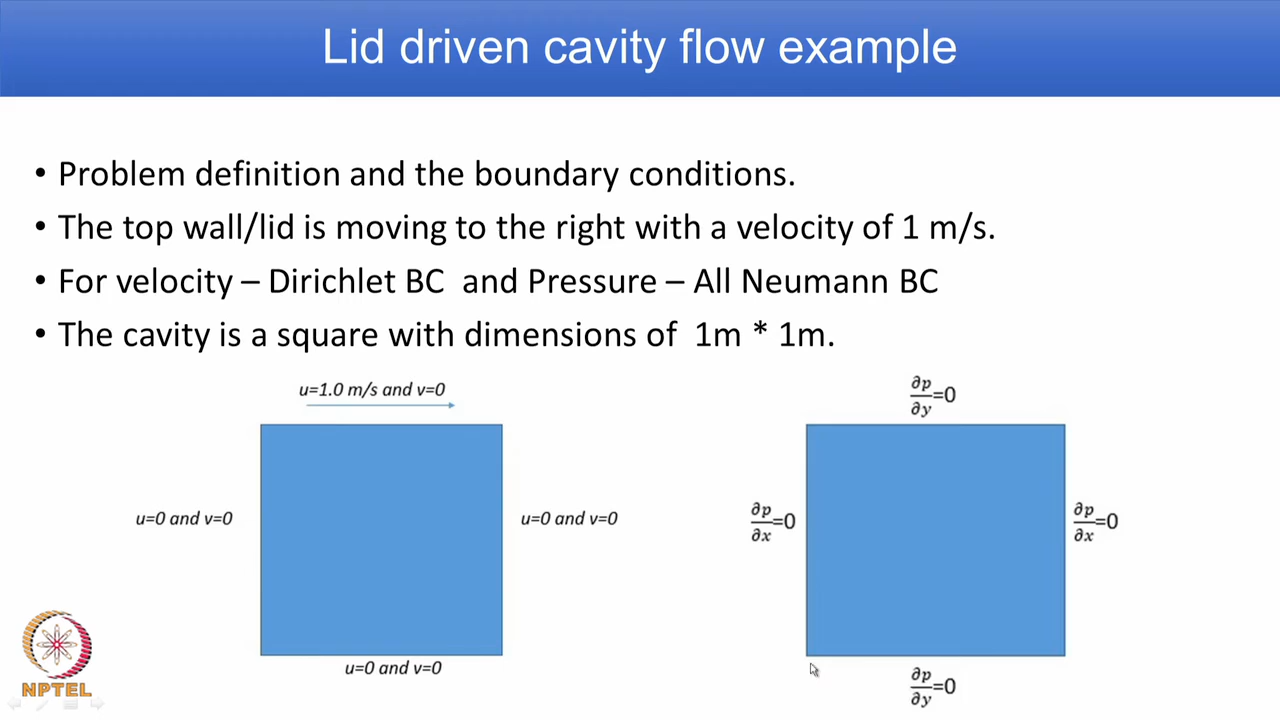 Lid driven cavity flow example
• Problem definition and the boundary conditions.
• The top wall/lid is moving to the right with a velocity of 1 m/s.
• For velocity – Dirichlet BC and Pressure – All Neumann BC
• The cavity is a square with dimensions of 1m * 1m.
u=1.0 m/s and v=0
u=0 and v=0
u=0 and v=0
u=0 and v=0
∂p/∂y=0
∂p/∂x=0
∂p/∂x=0
∂p/∂y=0
NPTEL